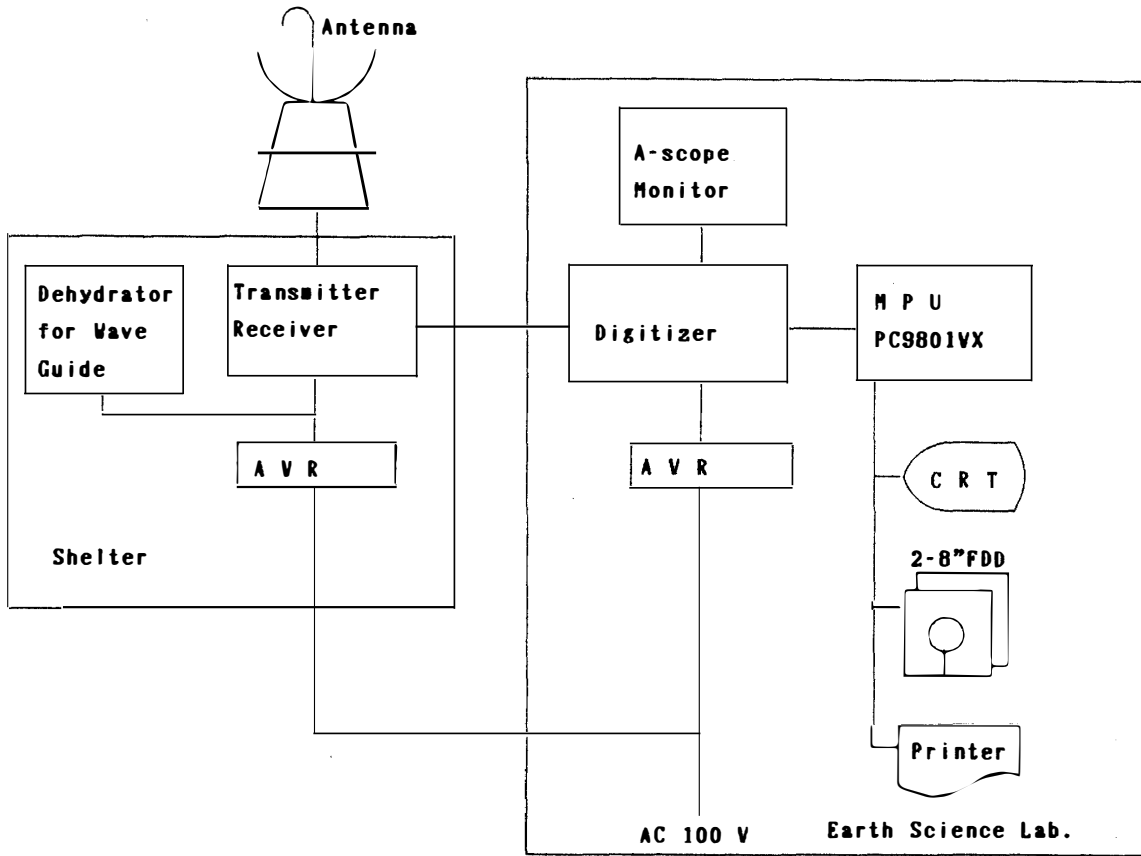 Antenna
A-scope
Monitor
Dehydrator
for Wave
Guide
Transmitter
Receiver
Digitizer
M P U
PC9801VX
A V R
A V R
C R T
Shelter
2-8”FDD
Printer
AC 100 V
Earth Science Lab.